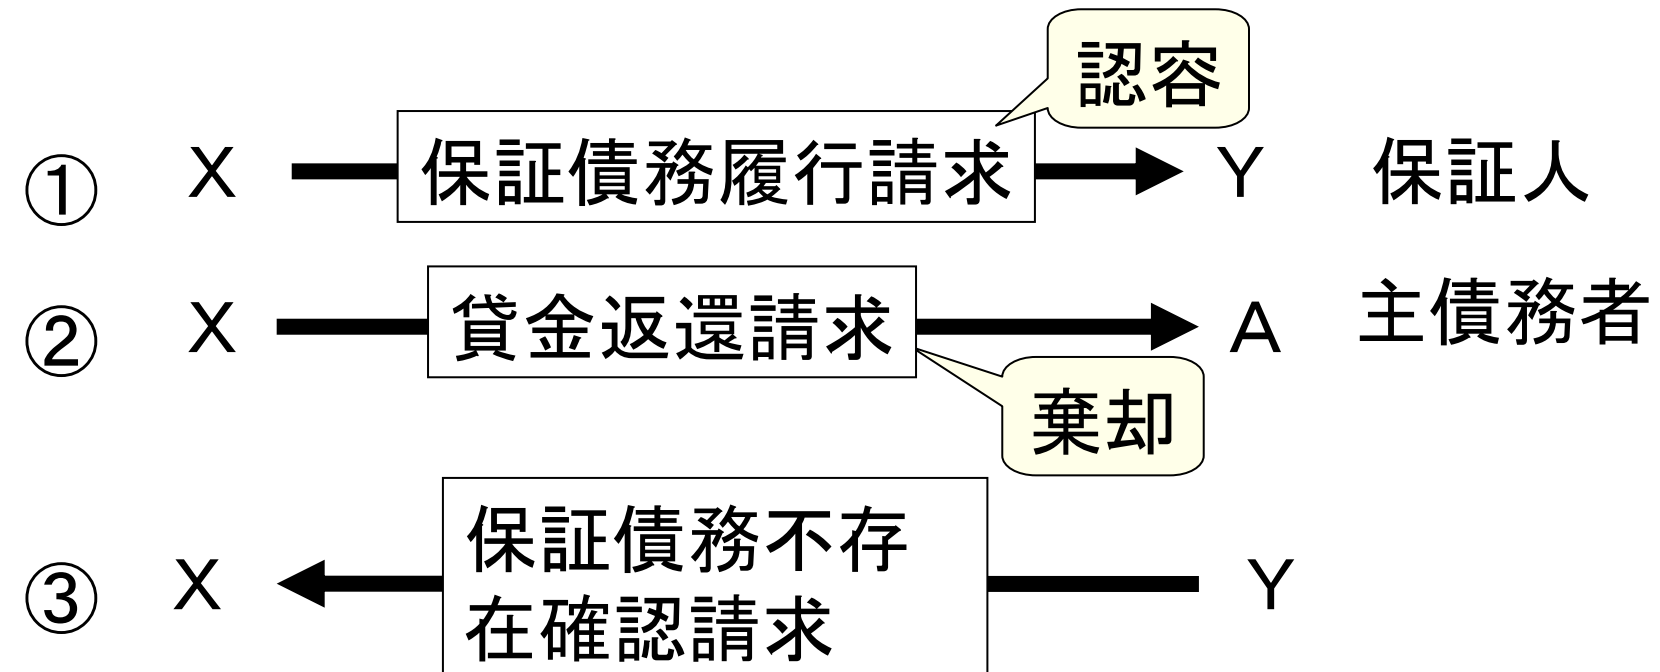 認容
① X 保証債務履行請求 Y 保証人
② X 貸金返還請求 A 主債務者
棄却
保証債務不存
③ X Y
在確認請求